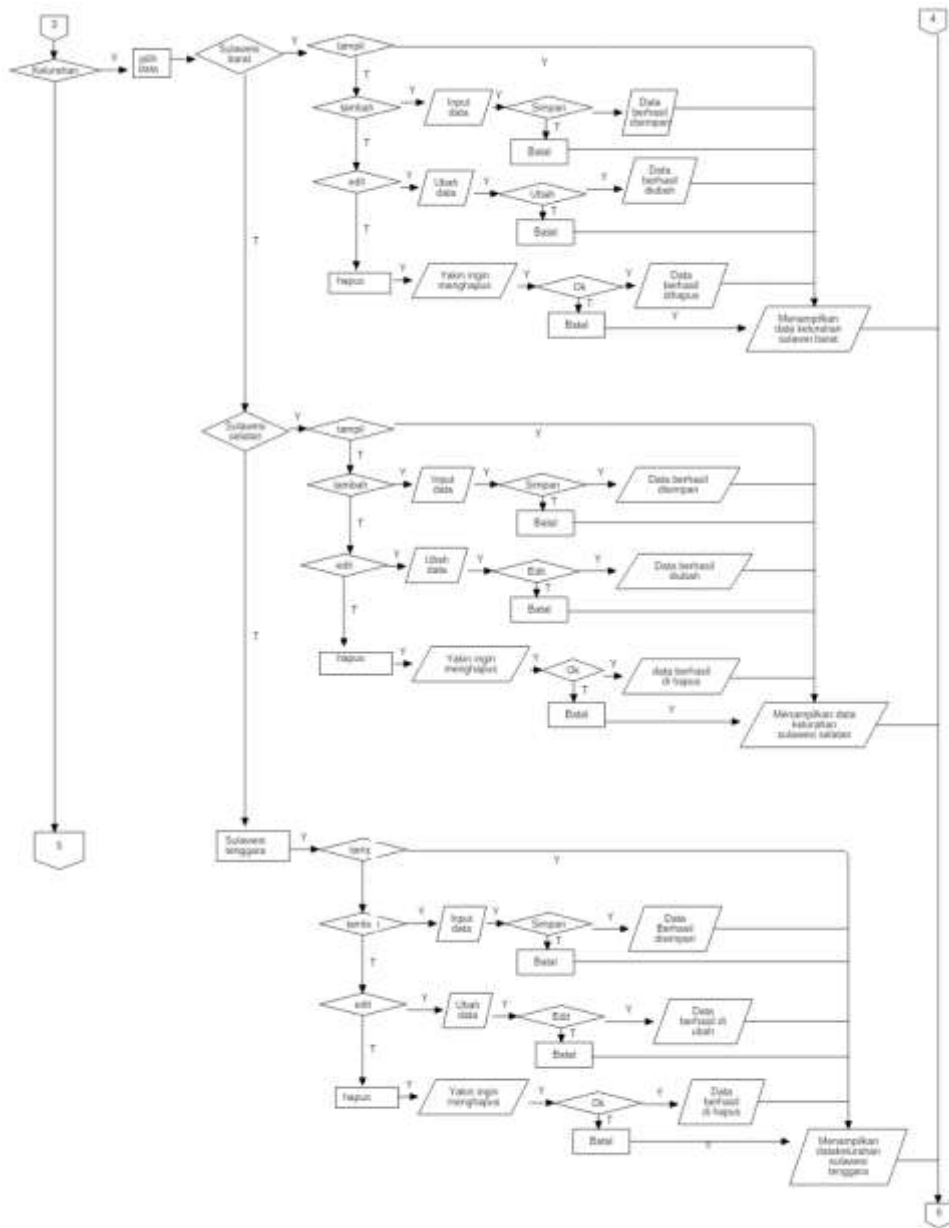 3
4
Kelurahan
Y
pilih
data
Sulawesi
barat
Y
tampil
Y
T
tambah
Y
Input
data
Y
Simpan
Data
berhasil
disimpan
T
Batal
T
edit
Y
Ubah
data
Y
Ubah
Y
Data
berhasil
diubah
T
Batal
T
T
hapus
Y
Yakin ingin
menghapus
Y
Ok
Y
Data
berhasil
dihapus
T
Batal
Y
Menampilkan
data kelurahan
sulawei barat
Sulawesi
selatan
Y
tampil
Y
T
tambah
Y
Input
data
Y
Simpan
Y
Data berhasil
disimpan
T
Batal
T
edit
Y
Ubah
data
Y
Edit
Y
Data berhasil
diubah
T
Batal
T
T
hapus
Y
Yakin ingin
menghapus
Y
Ok
Y
data berhasil
di hapus
T
Batal
Y
Menampilkan data
kelurahan
sulawesi selatan
5
Sulawesi
tenggara
Y
Y
T
Y
Input
data
Y
Simpan
Y
Data
Berhasil
disimpan
T
Batal
T
edit
Y
Ubah
data
Y
Edit
Y
Data
berhasil di
ubah
T
Batal
T
hapus
Y
Yakin ingin
menghapus
Y
Ok
Y
Data
berhasil
di hapus
T
Batal
Y
Menampilkan
datakelurahan
sulawesi
tenggara
6